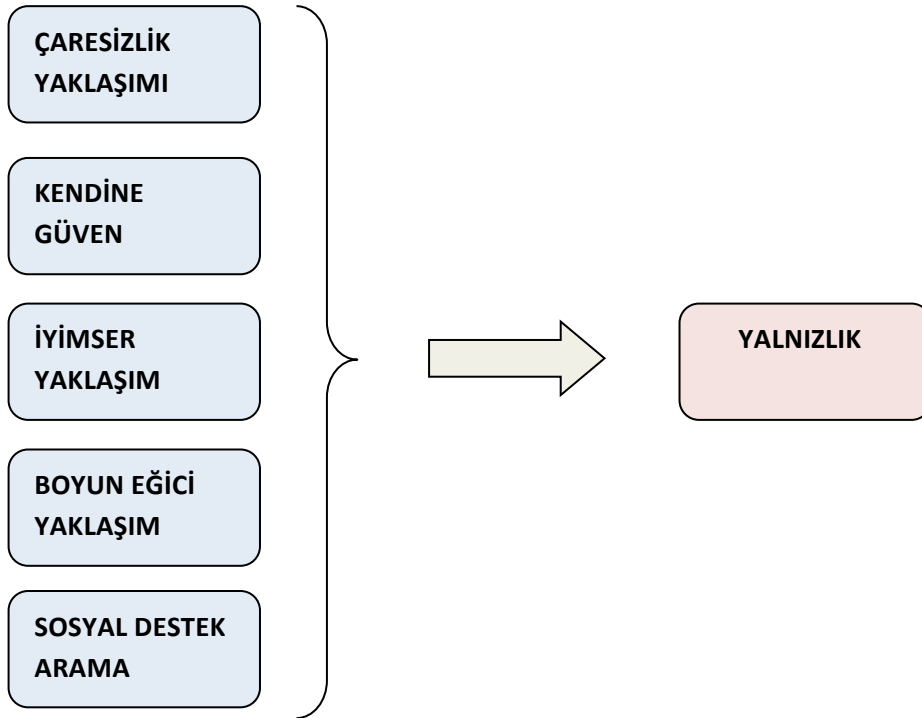 ÇARESİZLİK
YAKLAŞIMI
KENDİNE
GÜVEN
İYİMSER
YAKLAŞIM
BOYUN EĞİCİ
YAKLAŞIM
SOSYAL DESTEK
ARAMA
YALNIZLIK